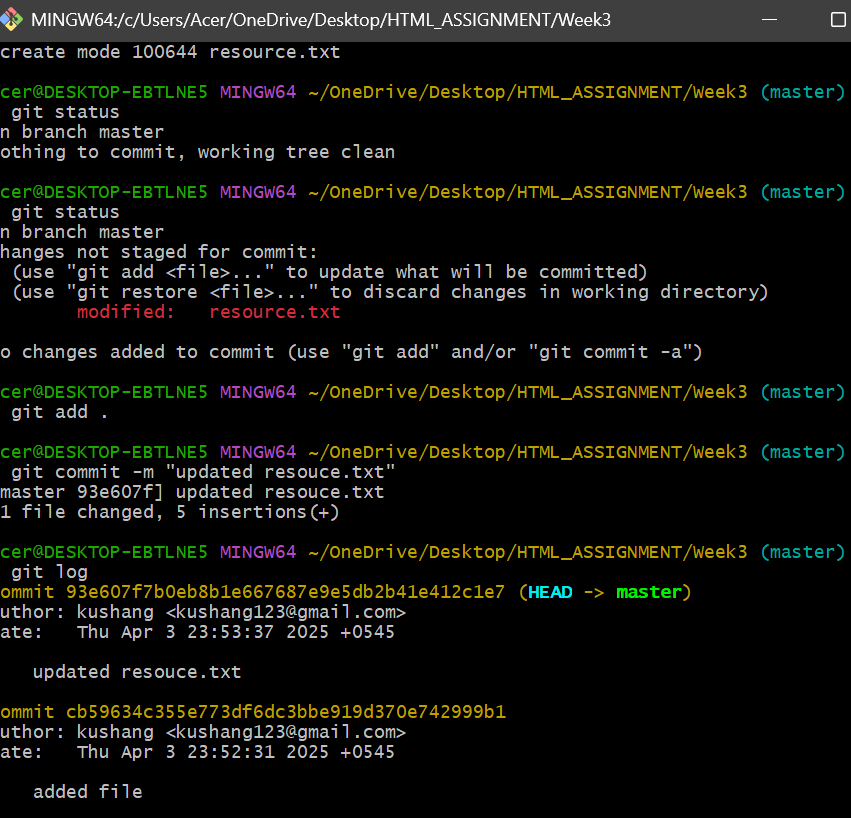 MINGW64:/c/Users/Acer/OneDrive/Desktop/HTML_ASSIGNMENT/Week3
create mode 100644 resource.txt
cer@DESKTOP-EBTLNE5 MINGW64 ~/OneDrive/Desktop/HTML_ASSIGNMENT/Week3 (master)
git status
n branch master
othing to commit, working tree clean
cer@DESKTOP-EBTLNE5 MINGW64 ~/OneDrive/Desktop/HTML_ASSIGNMENT/Week3 (master)
git status
n branch master
hanges not staged for commit:
(use "git add <file>..." to update what will be committed)
(use "git restore <file>..." to discard changes in working directory)
modified:   resource.txt
o changes added to commit (use "git add" and/or "git commit -a")
cer@DESKTOP-EBTLNE5 MINGW64 ~/OneDrive/Desktop/HTML_ASSIGNMENT/Week3 (master)
git add .
cer@DESKTOP-EBTLNE5 MINGW64 ~/OneDrive/Desktop/HTML_ASSIGNMENT/Week3 (master)
git commit -m "updated resouce.txt"
master 93e607f] updated resouce.txt
1 file changed, 5 insertions(+)
cer@DESKTOP-EBTLNE5 MINGW64 ~/OneDrive/Desktop/HTML_ASSIGNMENT/Week3 (master)
git log
ommit 93e607f7b0eb8b1e667687e9e5db2b41e412c1e7 (HEAD -> master)
uthor: kushang <kushang123@gmail.com>
ate:   Thu Apr 3 23:53:37 2025 +0545
updated resouce.txt
ommit cb59634c355e773df6dc3bbe919d370e742999b1
uthor: kushang <kushang123@gmail.com>
ate:   Thu Apr 3 23:52:31 2025 +0545
added file